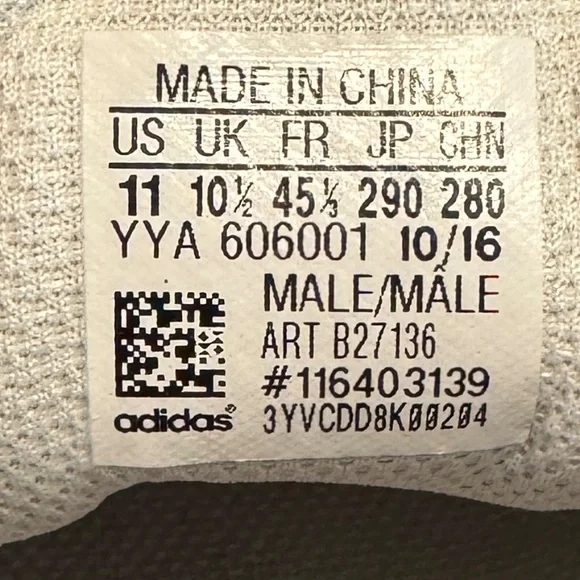 MADE IN CHINA
US UK FR JP CHN
11 10½ 45⅓ 290 280
YYA 606001 10/16
MALE/MÂLE
ART B27136
#116403139
adidas® 3YVCDD8K00204